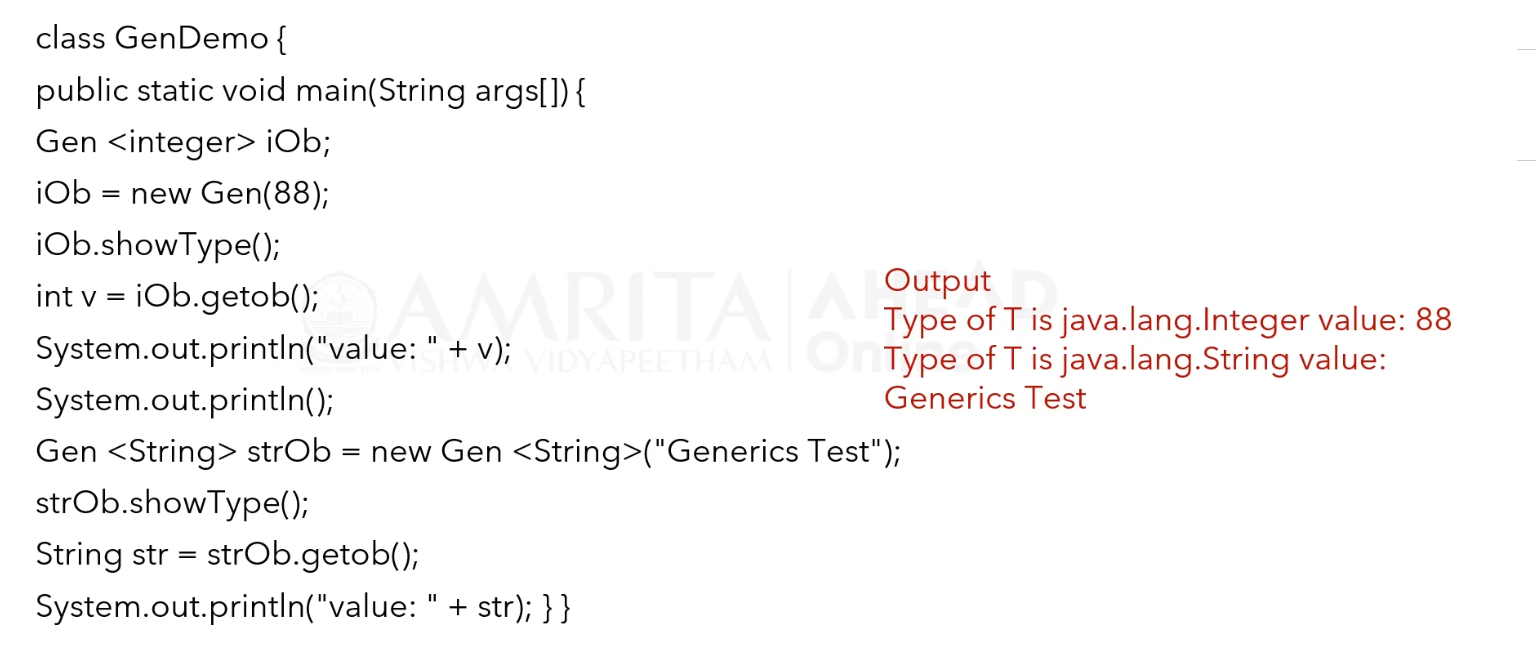 class GenDemo {
public static void main(String args[]) {
Gen <integer> iOb;
iOb = new Gen(88);
iOb.showType();
int v = iOb.getob();
System.out.println("value: " + v);
System.out.println();
Gen <String> strOb = new Gen <String>("Generics Test");
strOb.showType();
String str = strOb.getob();
System.out.println("value: " + str); } }
Output
Type of T is java.lang.Integer value: 88
Type of T is java.lang.String value:
Generics Test
AMRITA
VISHWA VIDYAPEETHAM
AHEAD
Online